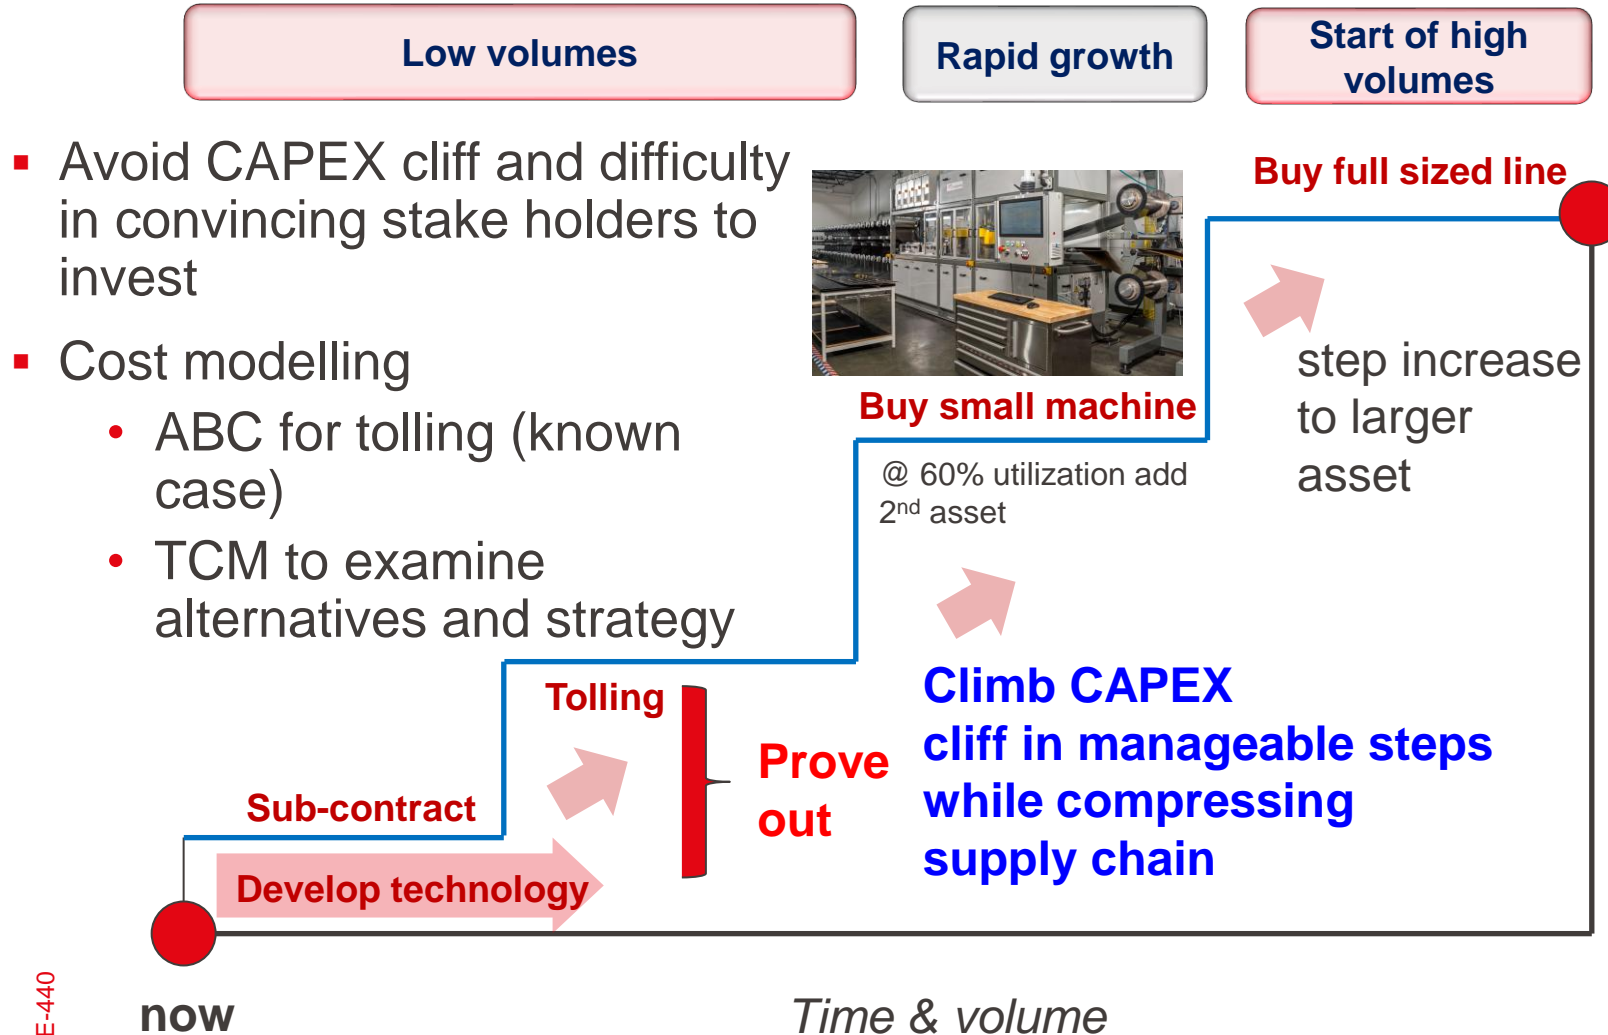 Low volumes
Rapid growth
Start of high
volumes
Avoid CAPEX cliff and difficulty
in convincing stake holders to
invest
Cost modelling
ABC for tolling (known
case)
TCM to examine
alternatives and strategy
Buy full sized line
Buy small machine
@ 60% utilization add
2nd asset
step increase
to larger
asset
Tolling
Prove
out
Sub-contract
Develop technology
Climb CAPEX
cliff in manageable steps
while compressing
supply chain
now
Time & volume
E-440